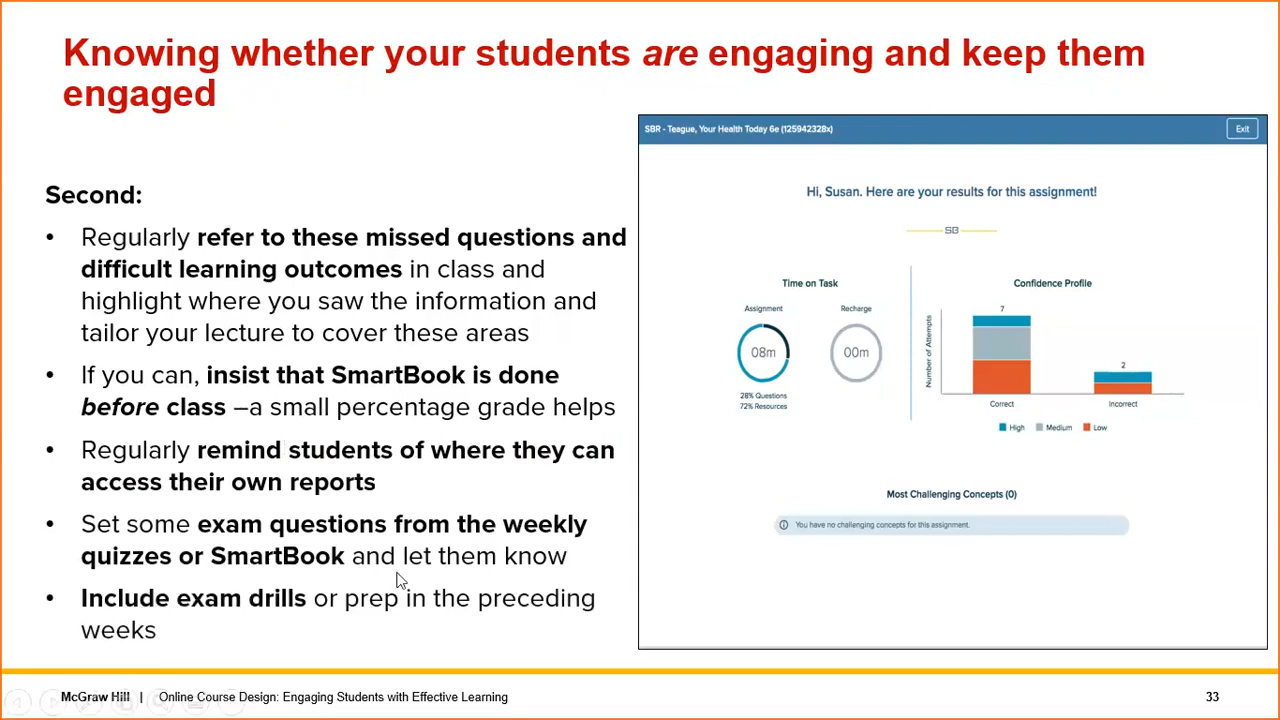 Knowing whether your students are engaging and keep them
engaged
Second:
• Regularly refer to these missed questions and
difficult learning outcomes in class and
highlight where you saw the information and
tailor your lecture to cover these areas
• If you can, insist that SmartBook is done
before class –a small percentage grade helps
• Regularly remind students of where they can
access their own reports
• Set some exam questions from the weekly
quizzes or SmartBook and let them know
• Include exam drills or prep in the preceding
weeks
SBR - Teague, Your Health Today 6e (125942328x)
Exit
Hi, Susan. Here are your results for this assignment!
SB
Time on Task
Assignment
Recharge
08m
00m
28% Questions
72% Resources
Confidence Profile
Number of Attempts
7
2
Correct
Incorrect
High
Medium
Low
Most Challenging Concepts (0)
You have no challenging concepts for this assignment.
McGraw Hill | Online Course Design: Engaging Students with Effective Learning
33